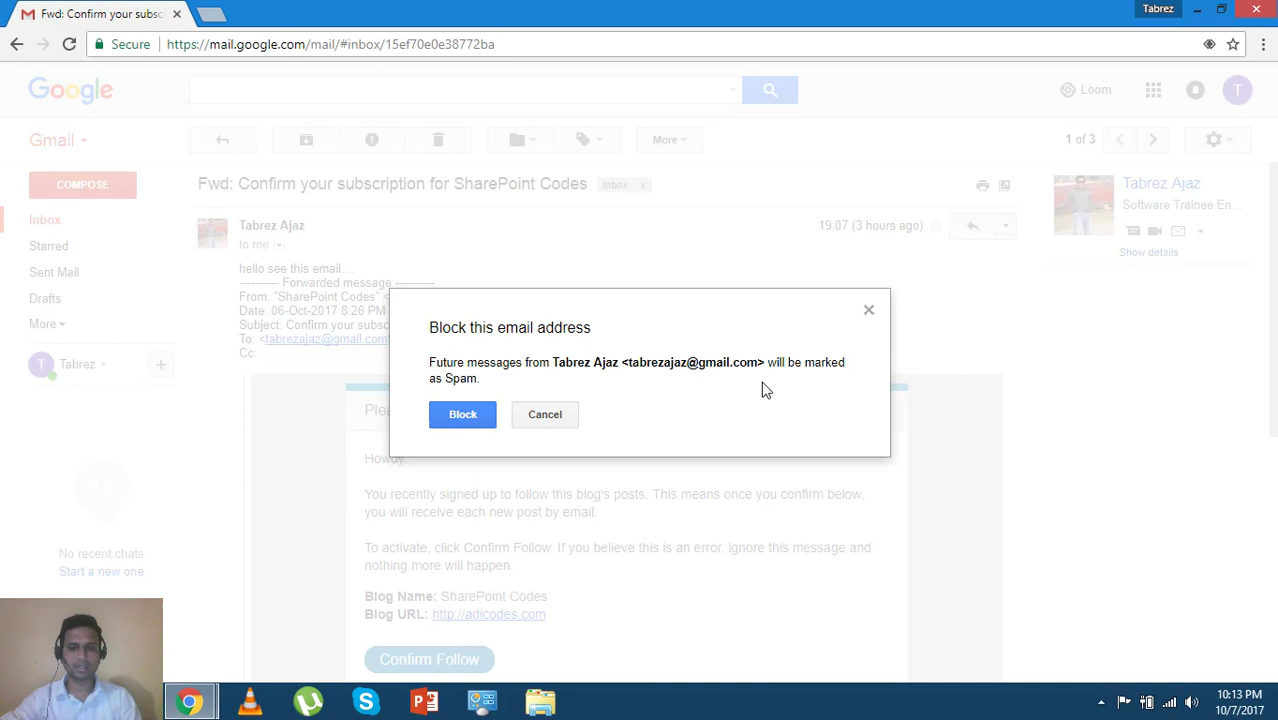 Fwd: Confirm your subsc
Tabrez
Secure https://mail.google.com/mail/#inbox/15ef70e0e38772ba
Google
Loom
T
Gmail
More
1 of 3
COMPOSE
Fwd: Confirm your subscription for SharePoint Codes Inbox x
Tabrez Ajaz
Software Trainee En...
Show details
Inbox
Starred
Sent Mail
Drafts
More
T Tabrez
No recent chats
Start a new one
Tabrez Ajaz
19:07 (3 hours ago)
to me
hello see this email....
---------- Forwarded message ----------
From: "SharePoint Codes" <
Date: 06-Oct-2017 8:26 PM
Subject: Confirm your subsc
To: <tabrezajaz@gmail.com>
Cc:
Block this email address
Future messages from Tabrez Ajaz <tabrezajaz@gmail.com> will be marked
as Spam.
Block Cancel
Plea
Howdy.
You recently signed up to follow this blog's posts. This means once you confirm below,
you will receive each new post by email.
To activate, click Confirm Follow. If you believe this is an error, ignore this message and
nothing more will happen.
Blog Name: SharePoint Codes
Blog URL: http://adicodes.com
Confirm Follow
10:13 PM
10/7/2017